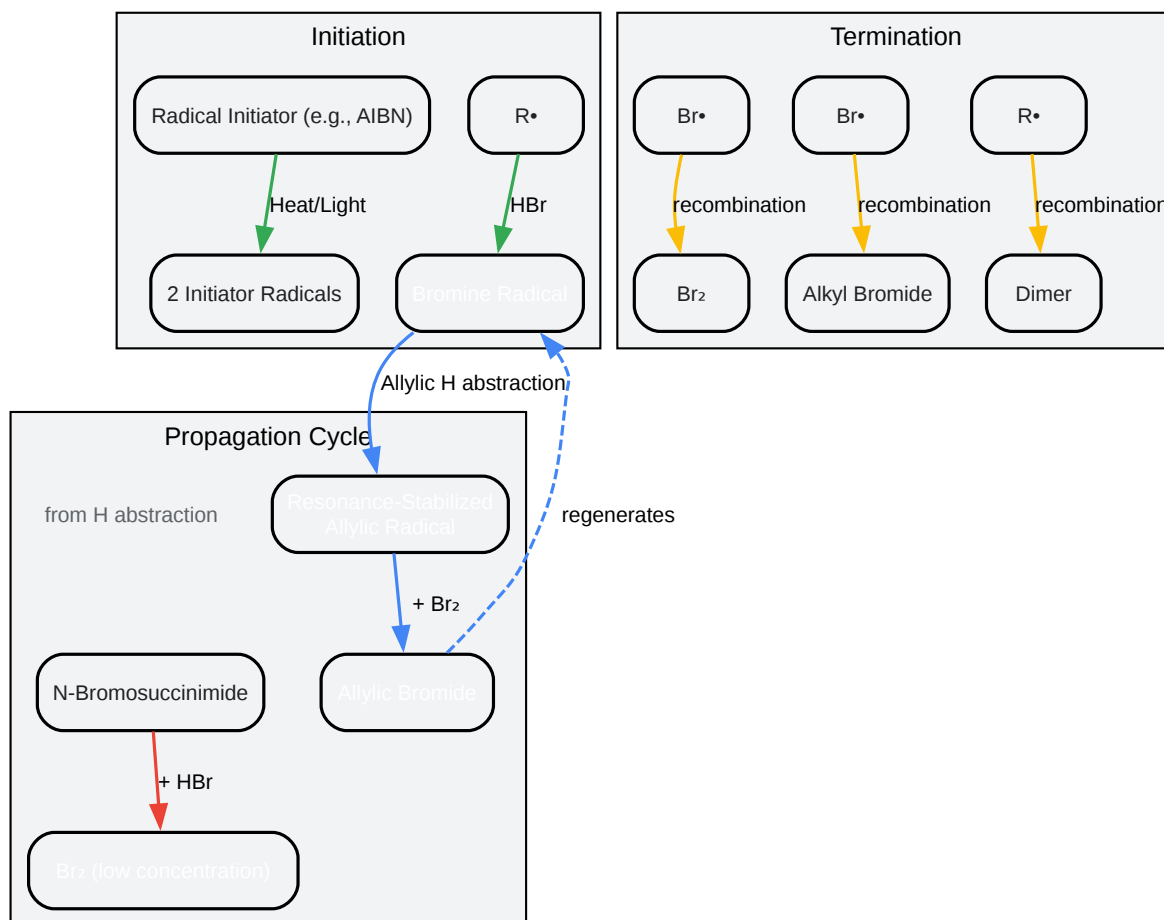 Initiation
Radical Initiator (e.g., AIBN)
R•
Heat/Light
HBr
2 Initiator Radicals
Bromine Radical
Termination
Br•
Br•
R•
recombination
recombination
recombination
Br₂
Alkyl Bromide
Dimer
Allylic H abstraction
regenerates
Propagation Cycle
from H abstraction
Resonance-Stabilized
Allylic Radical
+ Br₂
N-Bromosuccinimide
Allylic Bromide
+ HBr
Br₂ (low concentration)